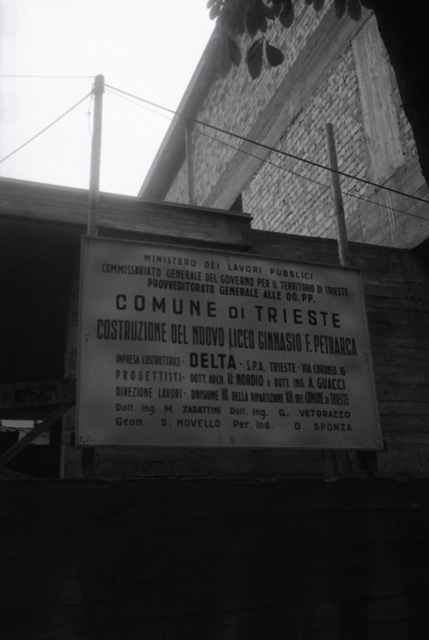 MINISTERO DEI LAVORI PUBBLICI
COMMISSARIATO GENERALE DEL GOVERNO PER IL TERRITORIO DI TRIESTE
PROVVEDITORATO GENERALE ALLE OO.PP.
COMUNE DI TRIESTE
COSTRUZIONE DEL NUOVO LICEO GINNASIO F. PETRARCA
IMPRESA COSTRUTTRICE - DELTA - S.P.A. TRIESTE - VIA CORONEO, 16
PROGETTISTI - DOTT. ARCH. U. NORDIO E DOTT. ING. A. GUACCI
DIREZIONE LAVORI - DIVISIONE III. DELLA RIPARTIZIONE XII DEL COMUNE DI TRIESTE
Dott. Ing. M. ZARATTINI Dott. Ing. G. VETORAZZO
Geom. S. NOVELLO Per. Ind. O. SPONZA